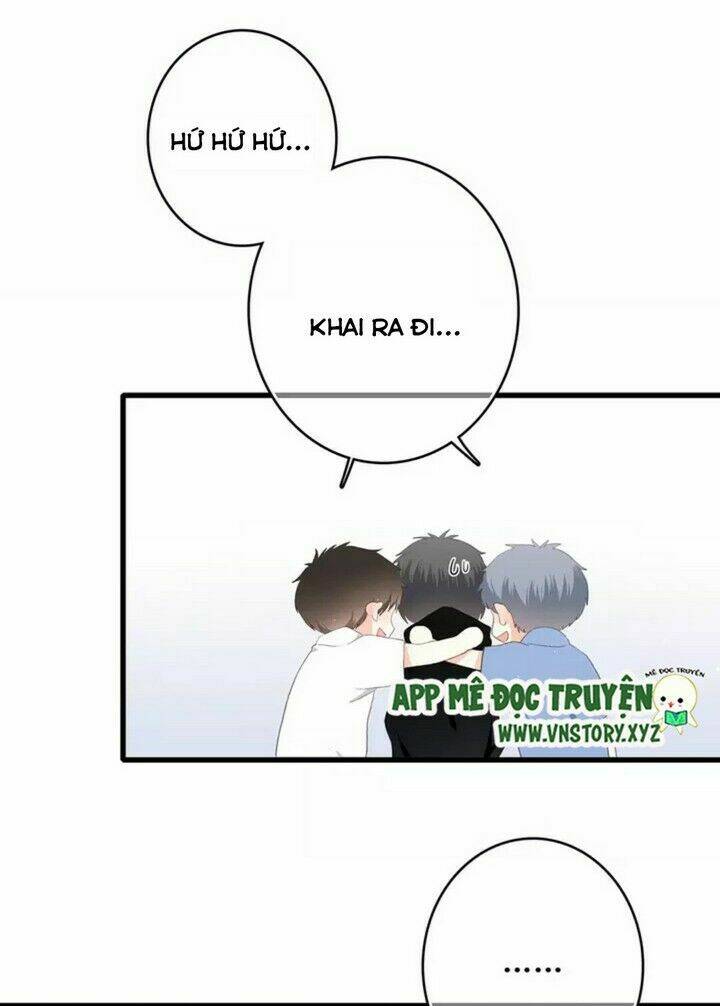 HỨ HỨ HỨ...
KHAI RA ĐI...
MÊ ĐỌC TRUYỆN
APP MÊ ĐỌC TRUYỆN
WWW.VNSTORY.XYZ
......